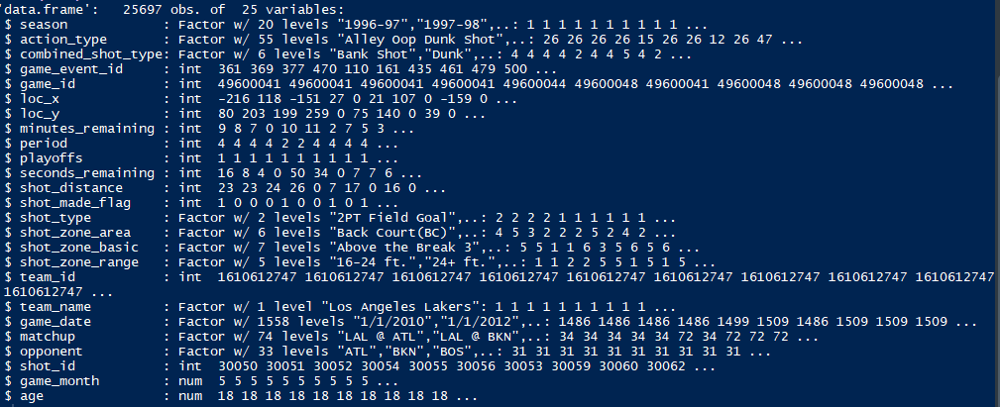 'data.frame':   25697 obs. of  25 variables:
$ season            : Factor w/ 20 levels "1996-97","1997-98",..: 1 1 1 1 1 1 1 1 1 1 ...
$ action_type       : Factor w/ 55 levels "Alley Oop Dunk Shot",..: 26 26 26 26 15 26 26 12 26 47 ...
$ combined_shot_type: Factor w/ 6 levels "Bank Shot","Dunk",..: 4 4 4 4 2 4 4 5 4 2 ...
$ game_event_id     : int  361 369 377 470 110 161 435 461 479 500 ...
$ game_id           : int  49600041 49600041 49600041 49600041 49600044 49600048 49600041 49600048 49600048 49600048 ...
$ loc_x             : int  -216 118 -151 27 0 21 107 0 -159 0 ...
$ loc_y             : int  80 203 199 259 0 75 140 0 39 0 ...
$ minutes_remaining : int  9 8 7 0 10 11 2 7 5 3 ...
$ period            : int  4 4 4 4 2 2 4 4 4 4 ...
$ playoffs          : int  1 1 1 1 1 1 1 1 1 1 ...
$ seconds_remaining : int  16 8 4 0 50 34 0 7 7 6 ...
$ shot_distance     : int  23 23 24 26 0 7 17 0 16 0 ...
$ shot_made_flag    : int  1 0 0 0 1 0 0 1 0 1 ...
$ shot_type         : Factor w/ 2 levels "2PT Field Goal",..: 2 2 2 2 1 1 1 1 1 1 ...
$ shot_zone_area    : Factor w/ 6 levels "Back Court(BC)",..: 4 5 3 2 2 2 5 2 4 2 ...
$ shot_zone_basic   : Factor w/ 7 levels "Above the Break 3",..: 5 5 1 1 6 3 5 6 5 6 ...
$ shot_zone_range   : Factor w/ 5 levels "16-24 ft.","24+ ft.",..: 1 1 2 2 5 5 1 5 1 5 ...
$ team_id           : int  1610612747 1610612747 1610612747 1610612747 1610612747 1610612747 1610612747 1610612747 1610612747
1610612747 ...
$ team_name         : Factor w/ 1 level "Los Angeles Lakers": 1 1 1 1 1 1 1 1 1 1 ...
$ game_date         : Factor w/ 1558 levels "1/1/2010","1/1/2012",..: 1486 1486 1486 1486 1499 1509 1486 1509 1509 1509 ...
$ matchup           : Factor w/ 74 levels "LAL @ ATL","LAL @ BKN",..: 34 34 34 34 34 72 34 72 72 72 ...
$ opponent          : Factor w/ 33 levels "ATL","BKN","BOS",..: 31 31 31 31 31 31 31 31 31 31 ...
$ shot_id           : int  30050 30051 30052 30054 30055 30056 30053 30059 30060 30062 ...
$ game_month        : num  5 5 5 5 5 5 5 5 5 5 ...
$ age               : num  18 18 18 18 18 18 18 18 18 18 ...